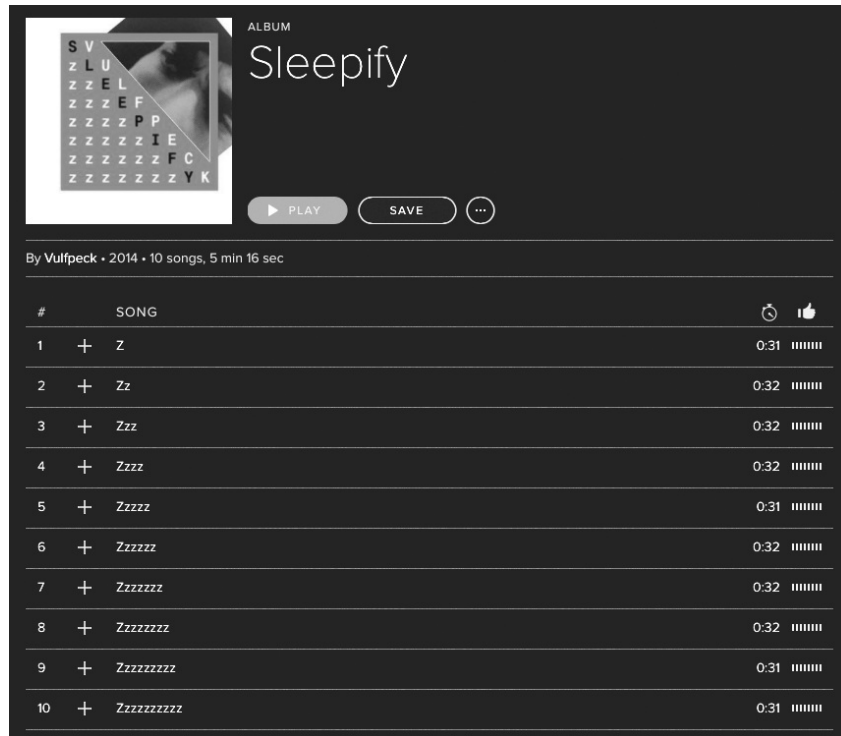 S V
z L U
z z E L
z z z E F
z z z z P P
z z z z z I E
z z z z z z F C
z z z z z z z Y K
ALBUM
Sleepify
PLAY
SAVE
By Vulfpeck • 2014 • 10 songs, 5 min 16 sec
# SONG
1 + Z 0:31
2 + Zz 0:32
3 + Zzz 0:32
4 + Zzzz 0:32
5 + Zzzzz 0:31
6 + Zzzzzz 0:32
7 + Zzzzzzz 0:32
8 + Zzzzzzzz 0:32
9 + Zzzzzzzzz 0:31
10 + Zzzzzzzzzz 0:31